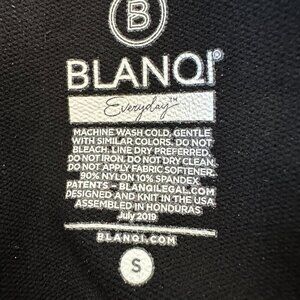 B
BLANQI®
Everyday™
MACHINE WASH COLD, GENTLE
WITH SIMILAR COLORS. DO NOT
BLEACH. LINE DRY PREFERRED.
DO NOT IRON. DO NOT DRY CLEAN.
DO NOT APPLY FABRIC SOFTENER.
90% NYLON 10% SPANDEX
PATENTS – BLANQILEGAL.COM
DESIGNED AND KNIT IN THE USA
ASSEMBLED IN HONDURAS
July 2019
BLANQI.COM
S